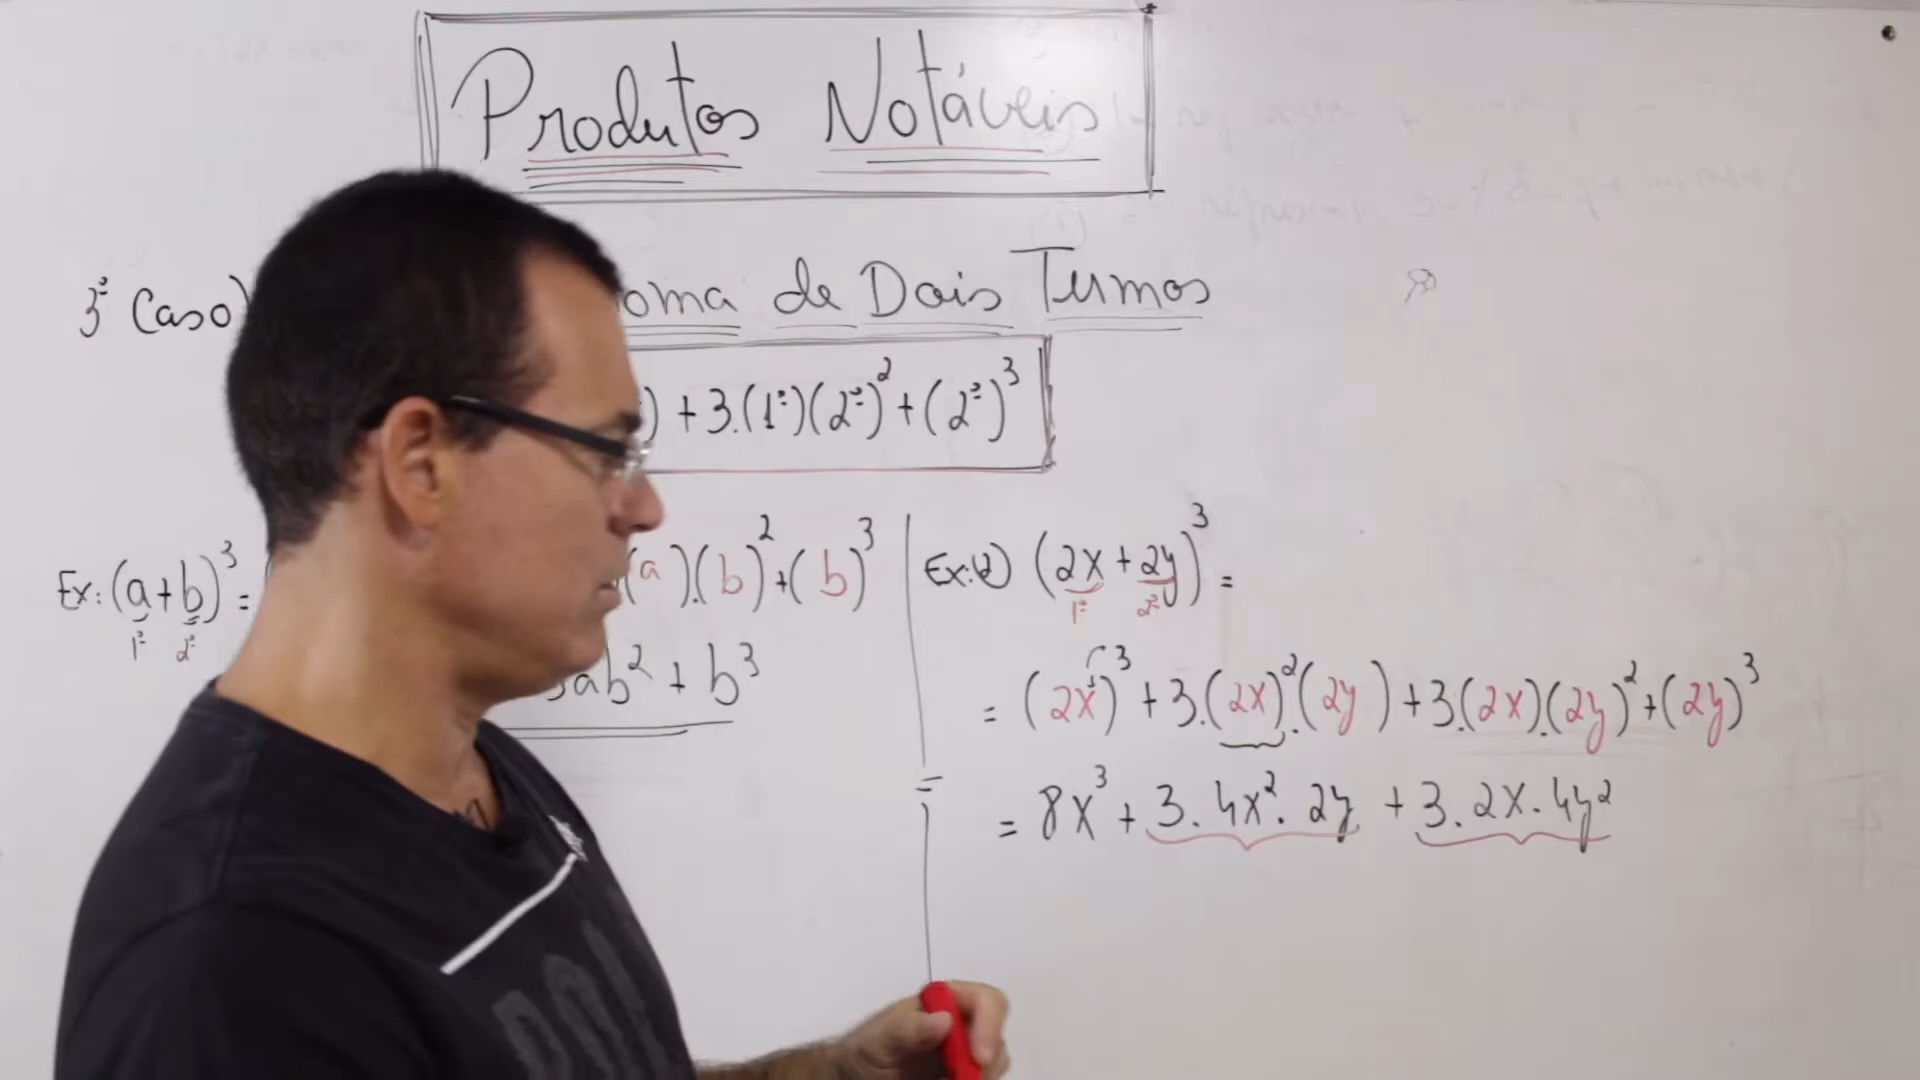 Produtos Notáveis
3º Caso) oma de Dois Termos
) + 3.(1º)(2º)² + (2º)³
Ex: (a+b)³ = (a).(b)² + (b)³
1º 2º
3ab² + b³
Ex:2) (2x + 2y)³ =
1º 2º
= (2x)³ + 3.(2x)².(2y) + 3.(2x).(2y)² + (2y)³
3
=
= 8x³ + 3. 4x². 2y + 3. 2x. 4y²